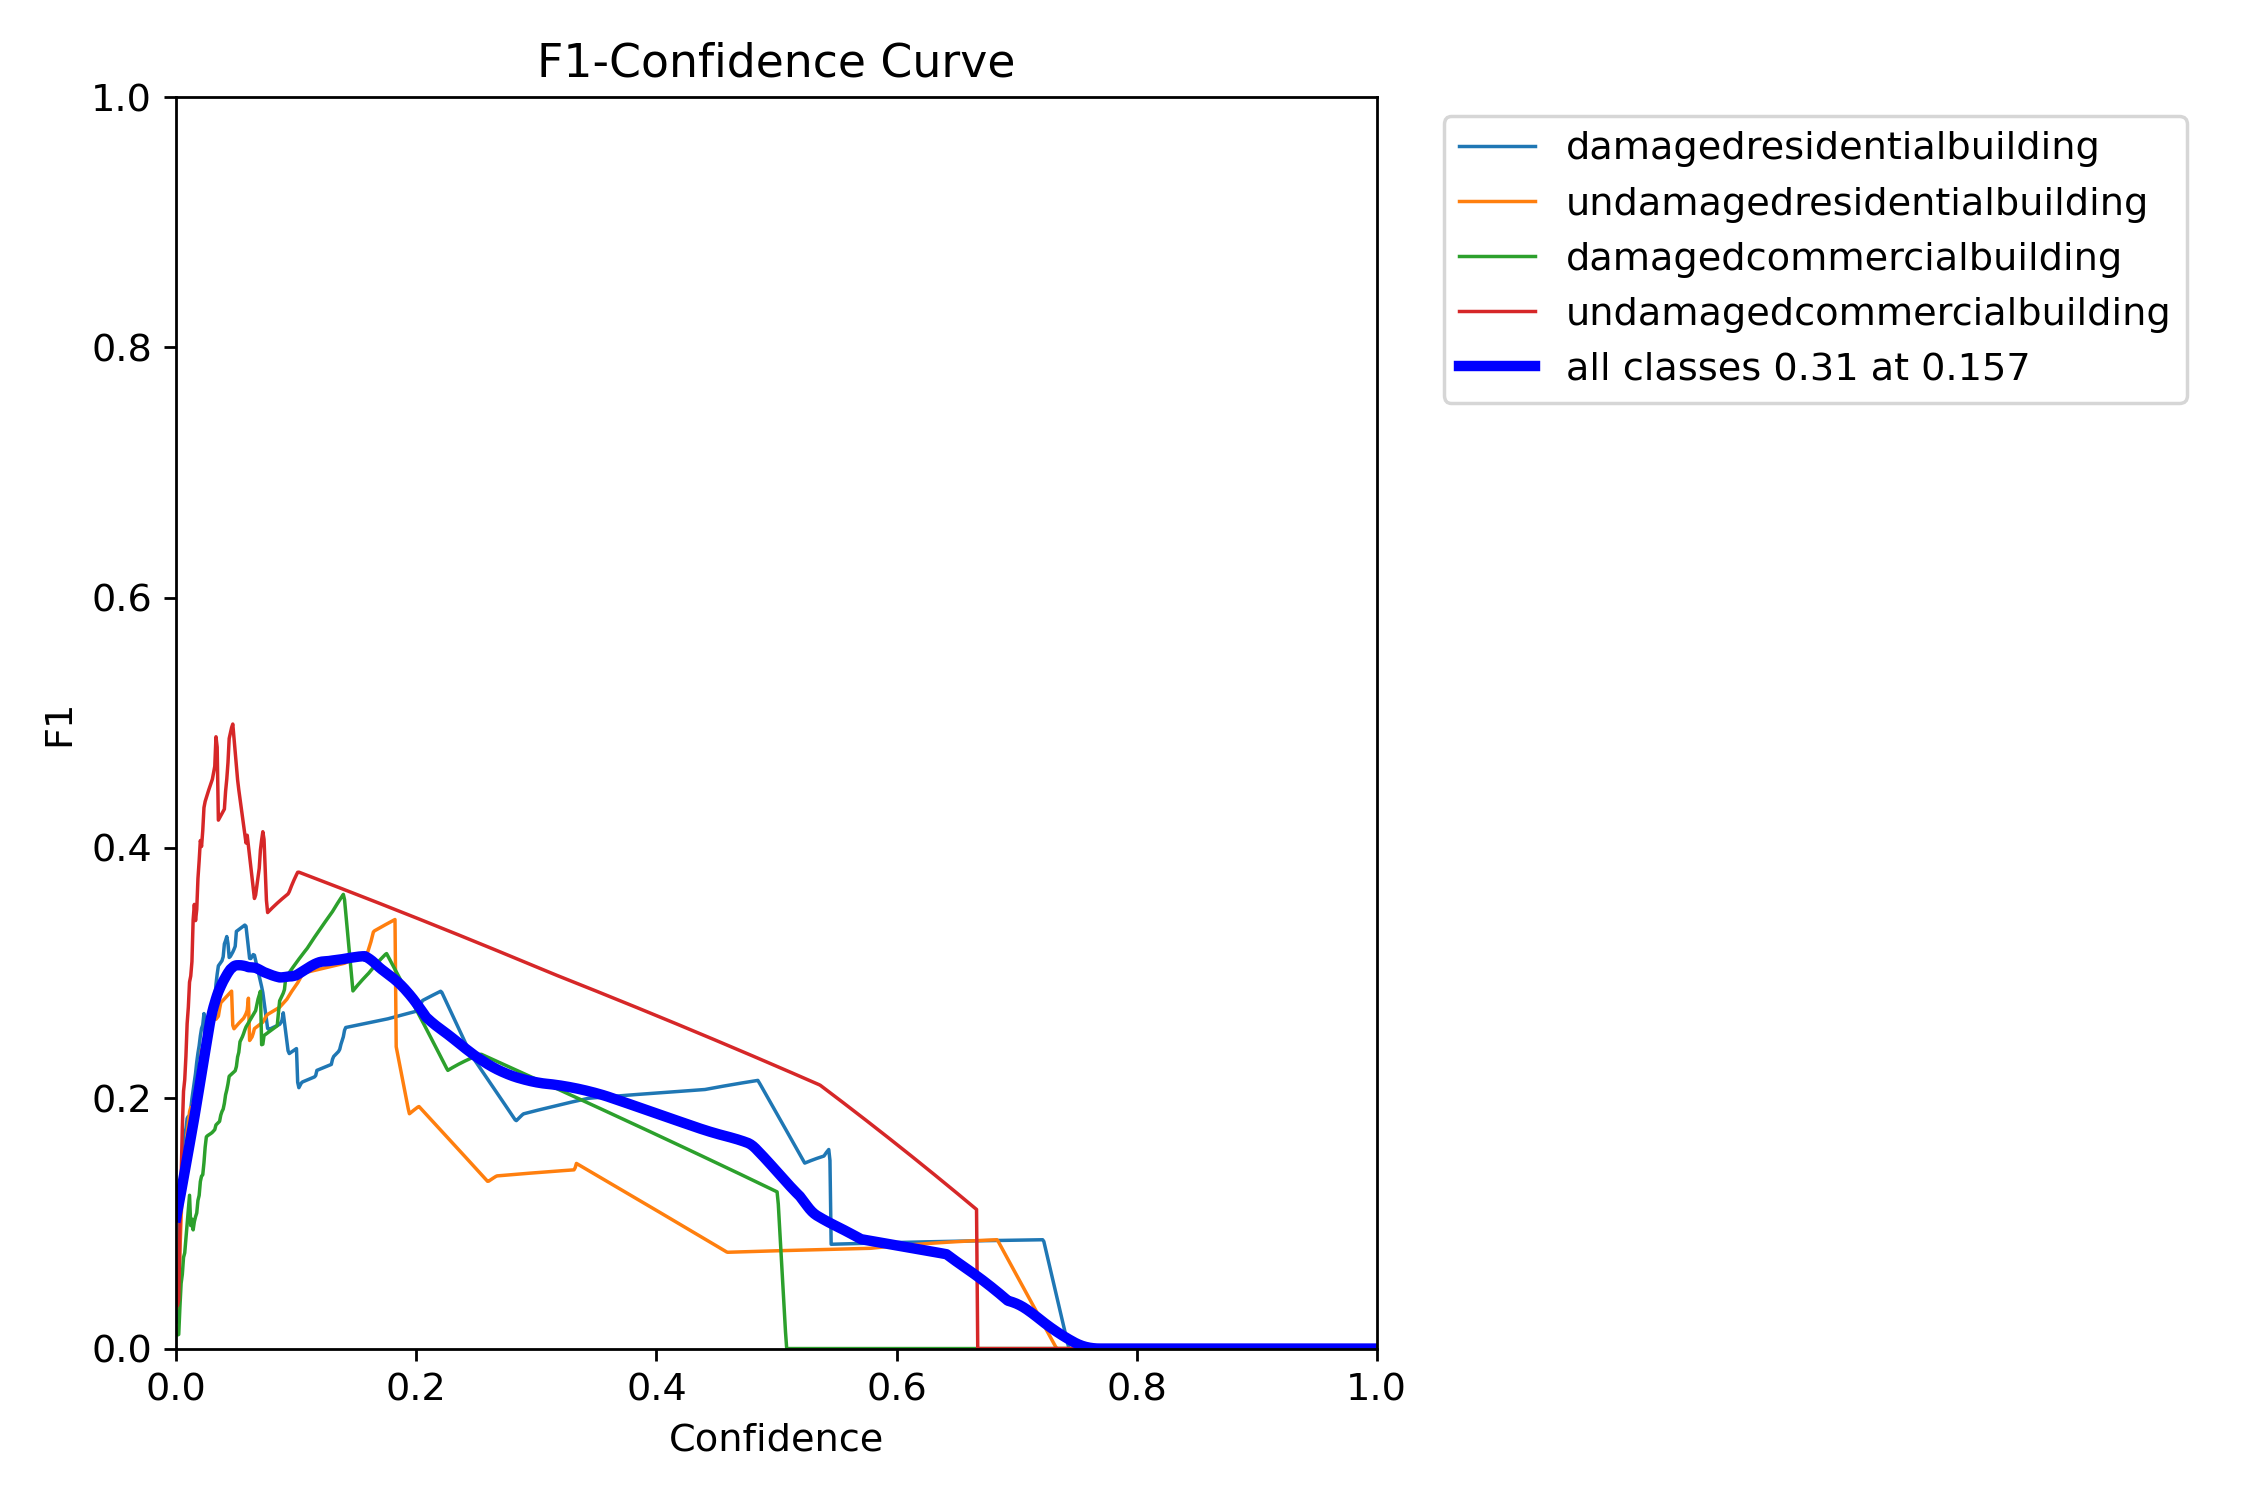 F1-Confidence Curve
1.0
0.8
0.6
0.4
0.2
0.0
F1
0.0 0.2 0.4 0.6 0.8 1.0
Confidence
damagedresidentialbuilding
undamagedresidentialbuilding
damagedcommercialbuilding
undamagedcommercialbuilding
all classes 0.31 at 0.157